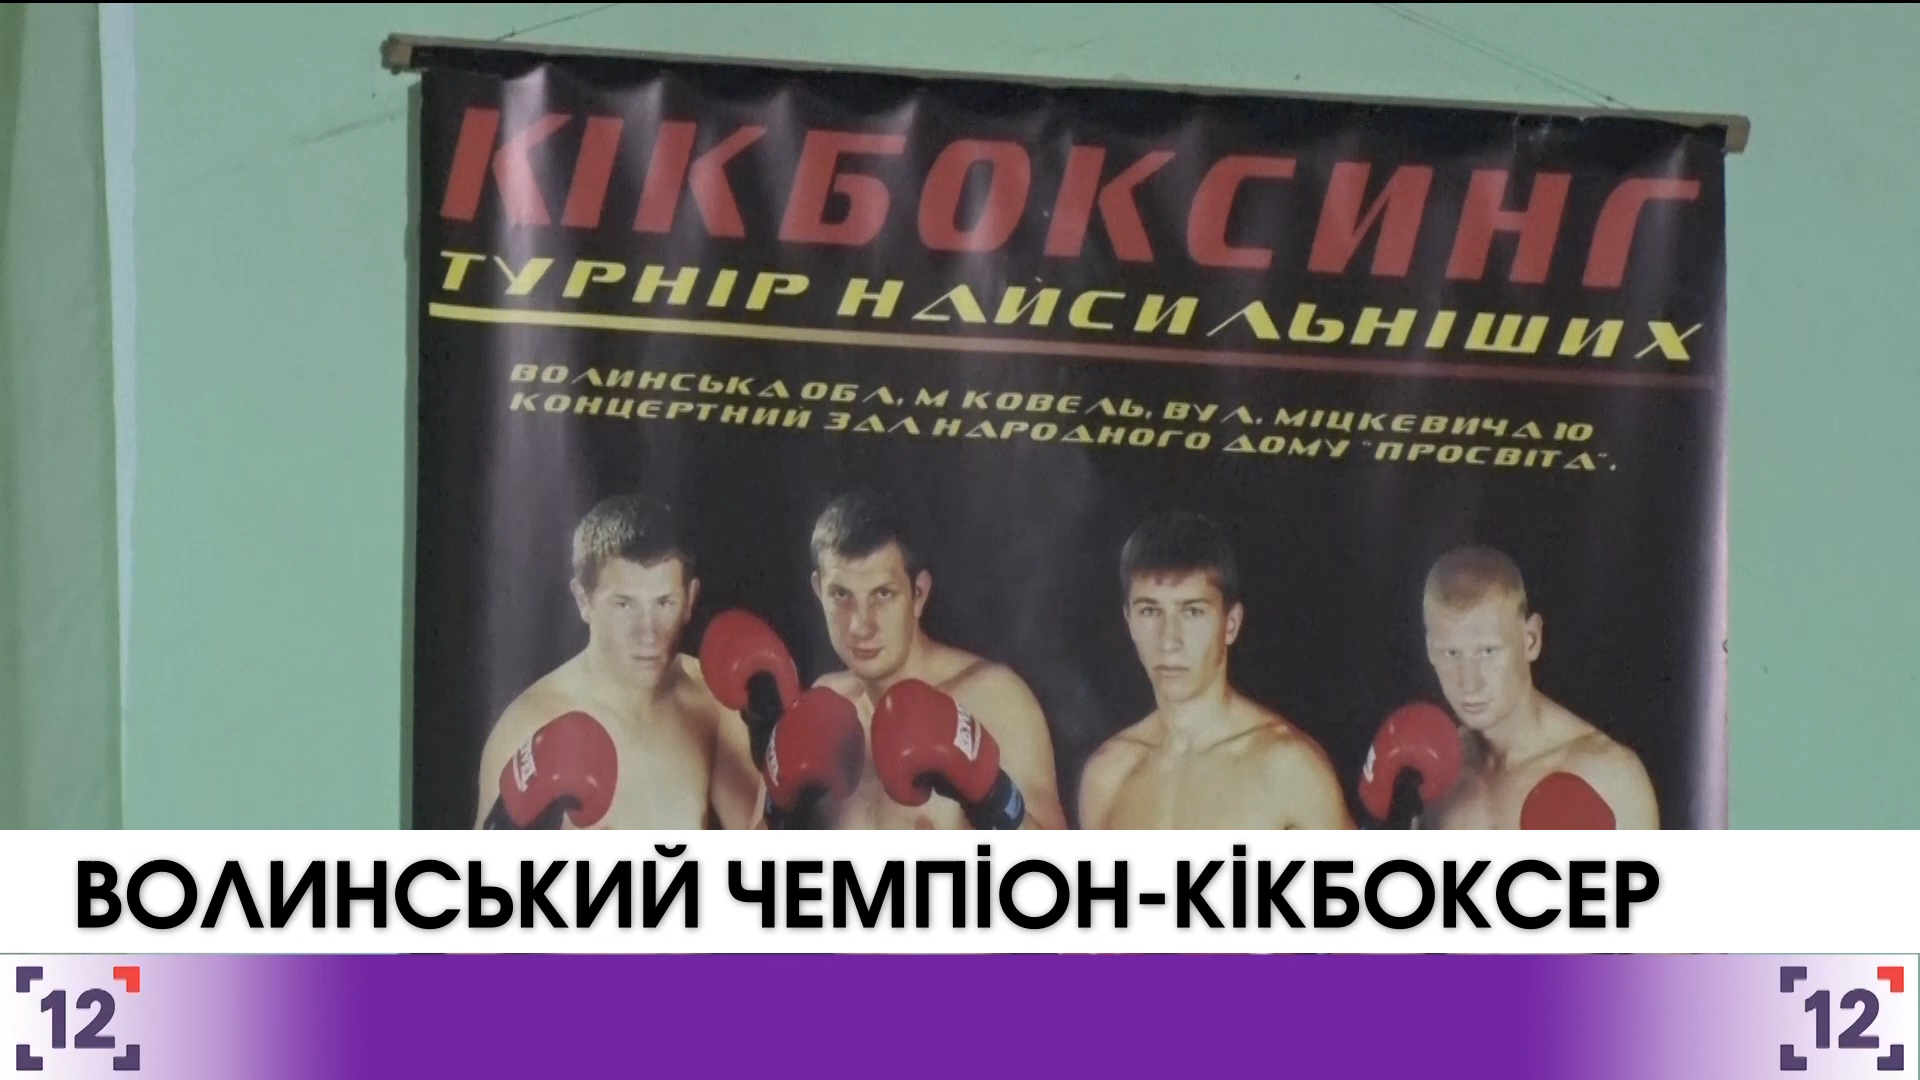 КІКБОКСИНГ
ТУРНІР НАЙСИЛЬНІШИХ
ВОЛИНСЬКА ОБЛ, М КОВЕЛЬ, ВУЛ. МІЦКЕВИЧА 10
КОНЦЕРТНИЙ ЗАЛ НАРОДНОГО ДОМУ "ПРОСВІТА".
ВОЛИНСЬКИЙ ЧЕМПІОН-КІКБОКСЕР
12 12